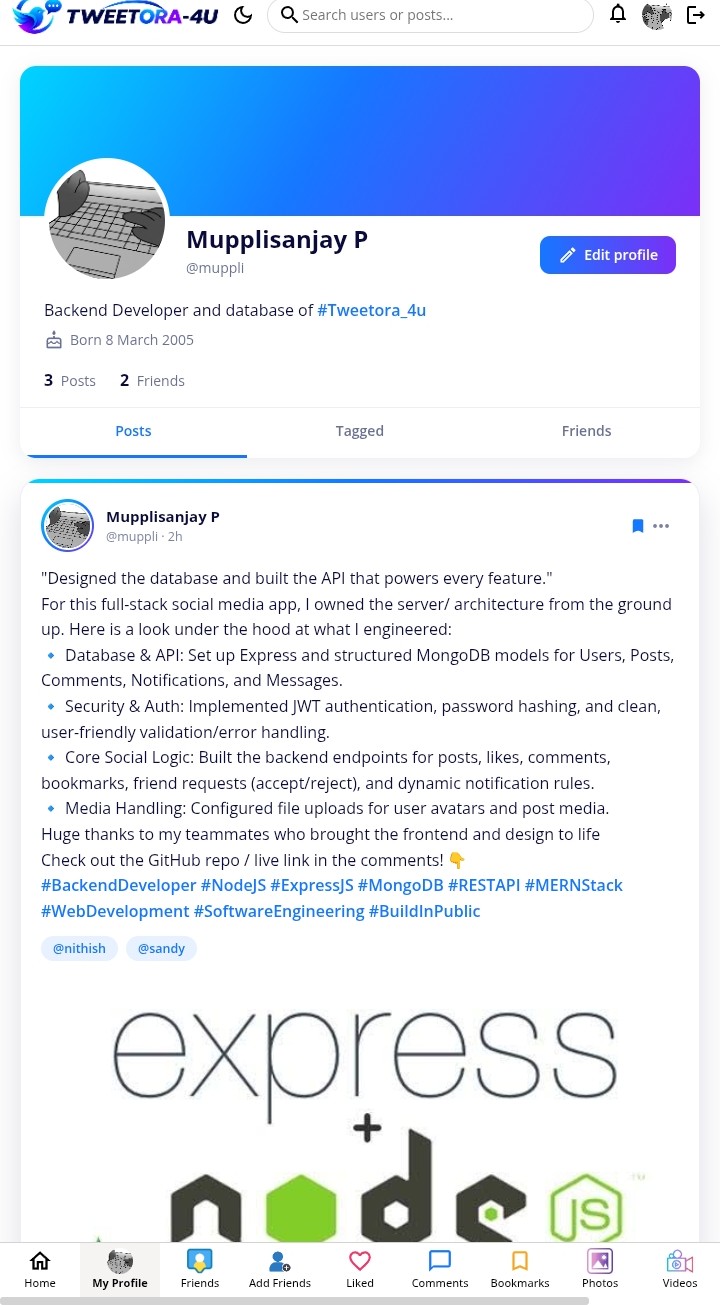 TWEETORA-4U
Search users or posts...
Mupplisanjay P
@muppli
Edit profile
Backend Developer and database of #Tweetora_4u
Born 8 March 2005
3 Posts 2 Friends
Posts Tagged Friends
Mupplisanjay P
@muppli · 2h
"Designed the database and built the API that powers every feature."
For this full-stack social media app, I owned the server/ architecture from the ground
up. Here is a look under the hood at what I engineered:
🔹 Database & API: Set up Express and structured MongoDB models for Users, Posts,
Comments, Notifications, and Messages.
🔹 Security & Auth: Implemented JWT authentication, password hashing, and clean,
user-friendly validation/error handling.
🔹 Core Social Logic: Built the backend endpoints for posts, likes, comments,
bookmarks, friend requests (accept/reject), and dynamic notification rules.
🔹 Media Handling: Configured file uploads for user avatars and post media.
Huge thanks to my teammates who brought the frontend and design to life
Check out the GitHub repo / live link in the comments! 👇
#BackendDeveloper #NodeJS #ExpressJS #MongoDB #RESTAPI #MERNStack
#WebDevelopment #SoftwareEngineering #BuildInPublic
@nithish @sandy
express
+
node JS ™
Home My Profile Friends Add Friends Liked Comments Bookmarks Photos Videos